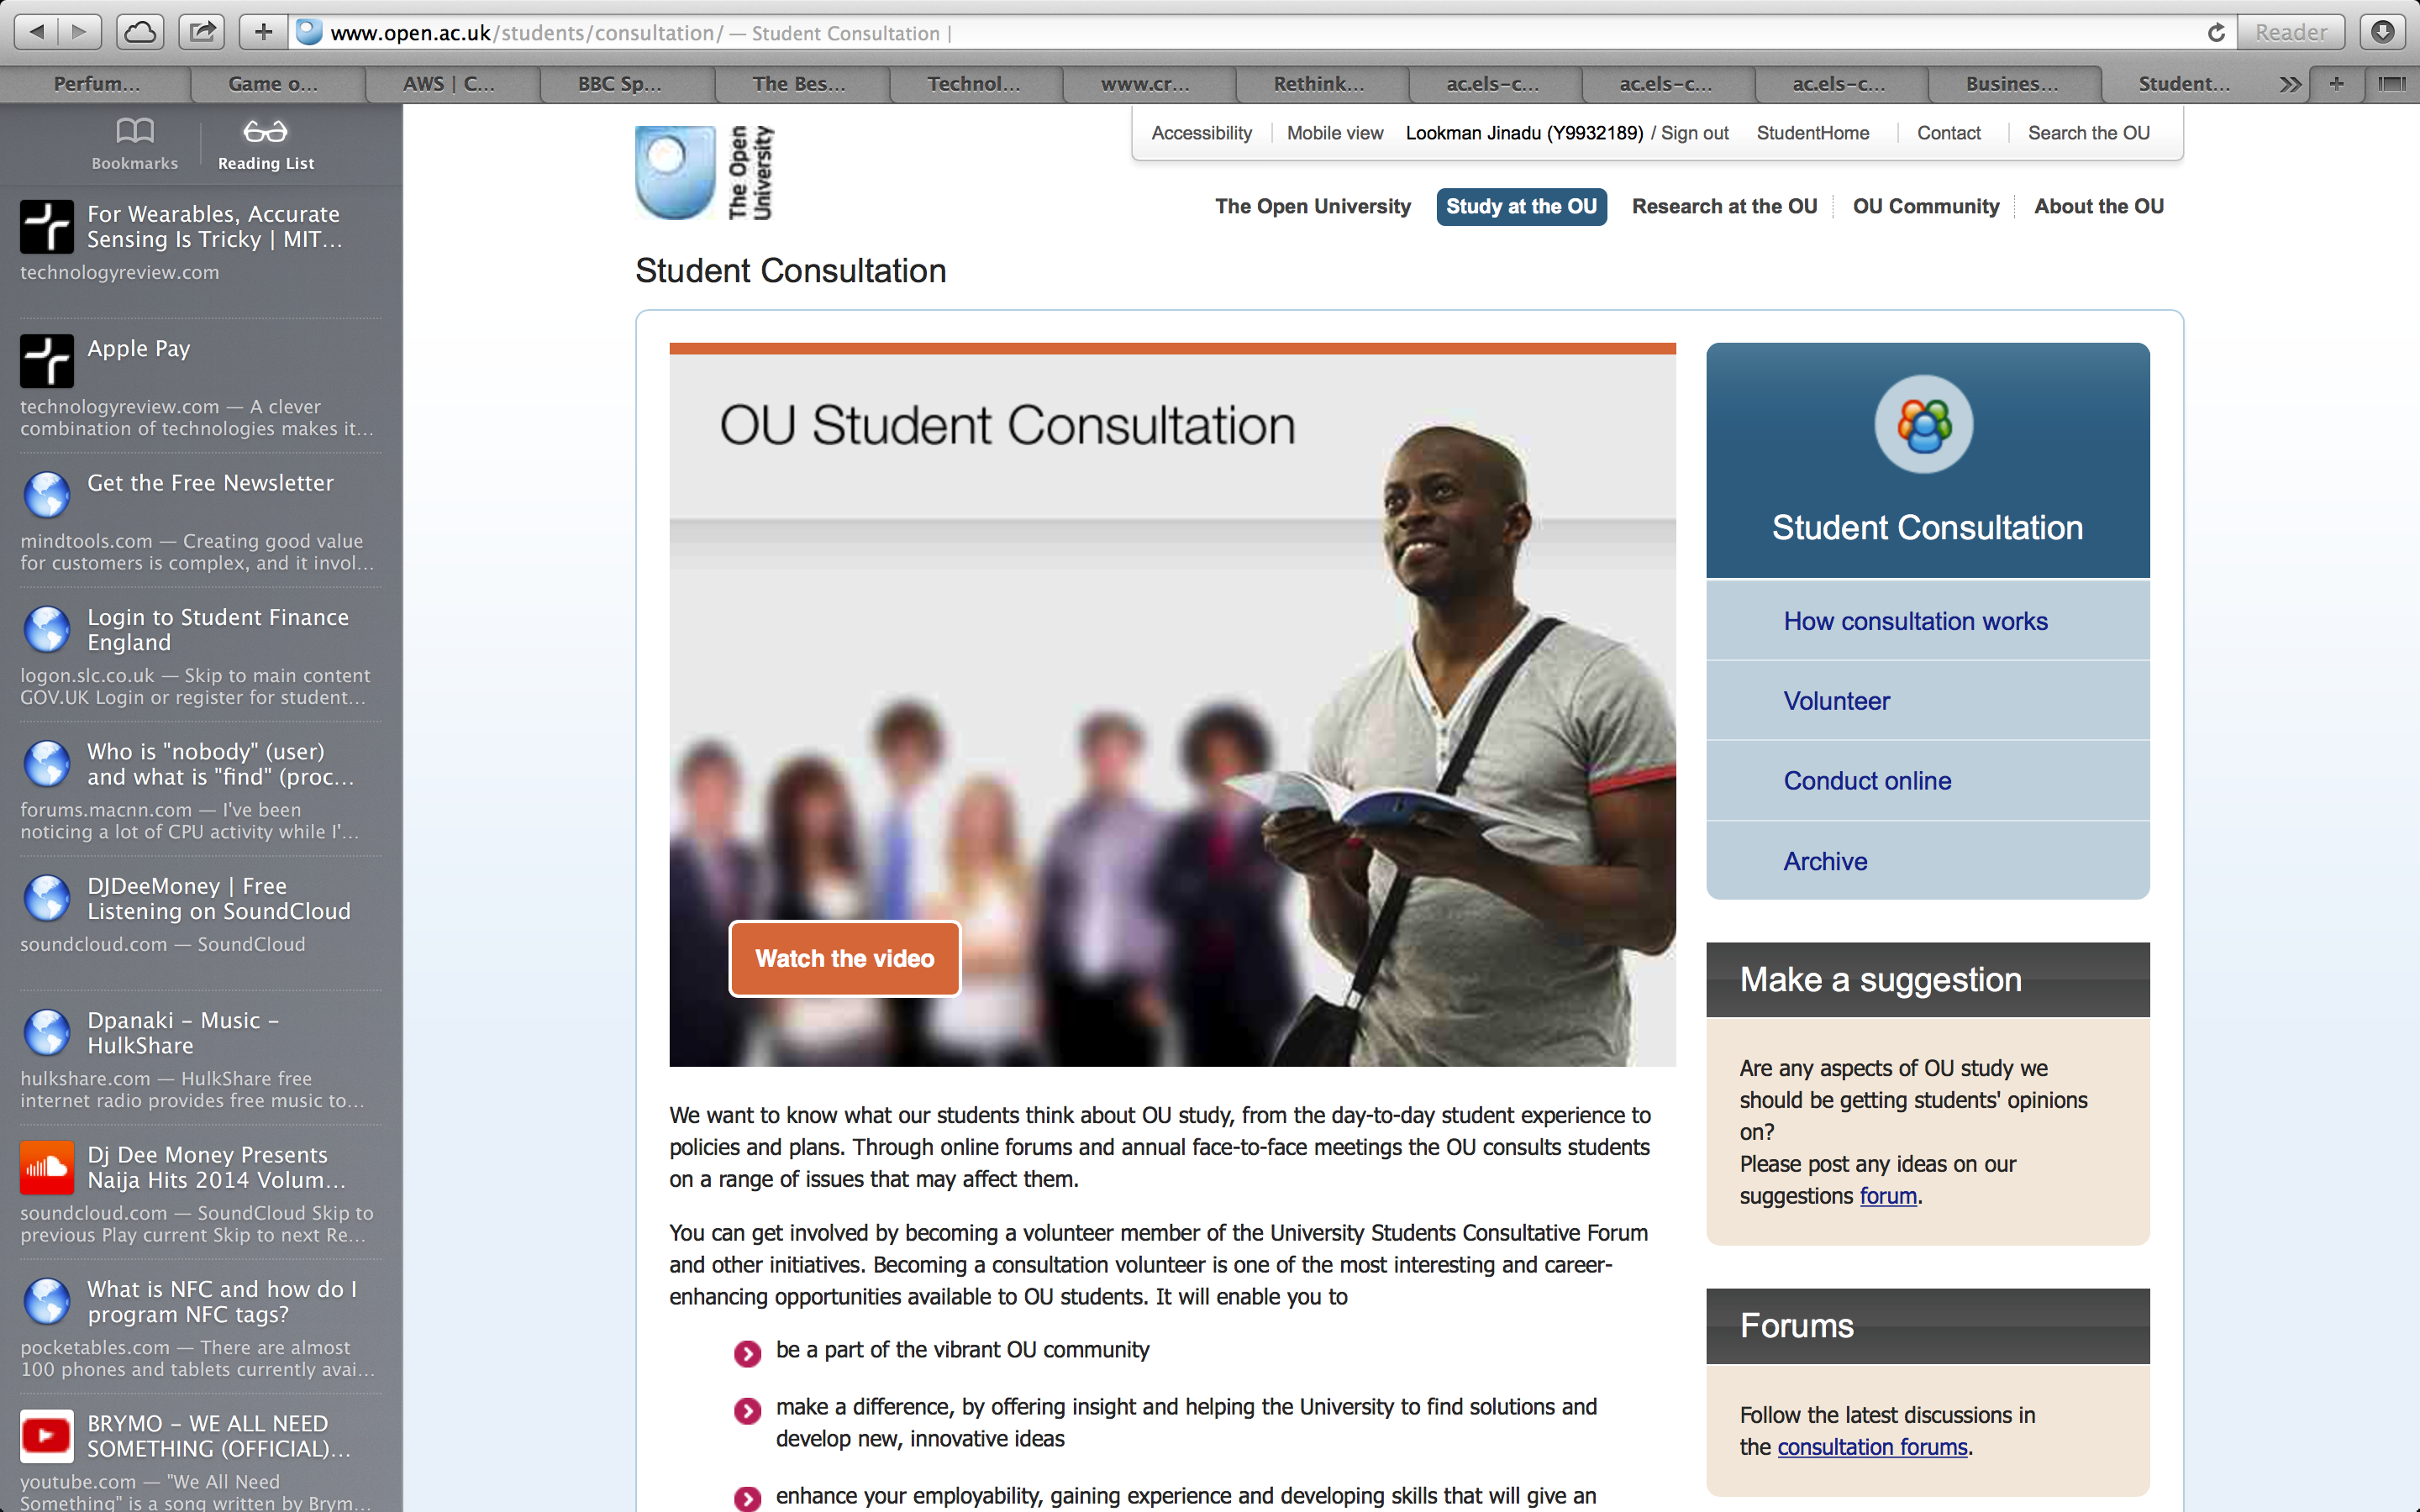 www.open.ac.uk/students/consultation/ — Student Consultation |
Reader
Perfum...
Game o...
AWS | C...
BBC Sp...
The Bes...
Technol...
www.cr...
Rethink...
ac.els-c...
ac.els-c...
ac.els-c...
Busines...
Student...
Bookmarks
Reading List
For Wearables, Accurate
Sensing Is Tricky | MIT...
technologyreview.com
Apple Pay
technologyreview.com — A clever
combination of technologies makes it...
Get the Free Newsletter
mindtools.com — Creating good value
for customers is complex, and it invol...
Login to Student Finance
England
logon.slc.co.uk — Skip to main content
GOV.UK Login or register for student...
Who is "nobody" (user)
and what is "find" (proc...
forums.macnn.com — I've been
noticing a lot of CPU activity while I'...
DJDeeMoney | Free
Listening on SoundCloud
soundcloud.com — SoundCloud
Dpanaki – Music –
HulkShare
hulkshare.com — HulkShare free
internet radio provides free music to...
Dj Dee Money Presents
Naija Hits 2014 Volum...
soundcloud.com — SoundCloud Skip to
previous Play current Skip to next Re...
What is NFC and how do I
program NFC tags?
pocketables.com — There are almost
100 phones and tablets currently avai...
BRYMO – WE ALL NEED
SOMETHING (OFFICIAL)...
youtube.com — "We All Need
Something" is a song written by Brym...
The Open
University
Accessibility
Mobile view
Lookman Jinadu (Y9932189) / Sign out
StudentHome
Contact
Search the OU
The Open University
Study at the OU
Research at the OU
OU Community
About the OU
Student Consultation
OU Student Consultation
Watch the video
We want to know what our students think about OU study, from the day-to-day student experience to
policies and plans. Through online forums and annual face-to-face meetings the OU consults students
on a range of issues that may affect them.
You can get involved by becoming a volunteer member of the University Students Consultative Forum
and other initiatives. Becoming a consultation volunteer is one of the most interesting and career-
enhancing opportunities available to OU students. It will enable you to
be a part of the vibrant OU community
make a difference, by offering insight and helping the University to find solutions and
develop new, innovative ideas
enhance your employability, gaining experience and developing skills that will give an
Student Consultation
How consultation works
Volunteer
Conduct online
Archive
Make a suggestion
Are any aspects of OU study we
should be getting students' opinions
on?
Please post any ideas on our
suggestions forum.
Forums
Follow the latest discussions in
the consultation forums.